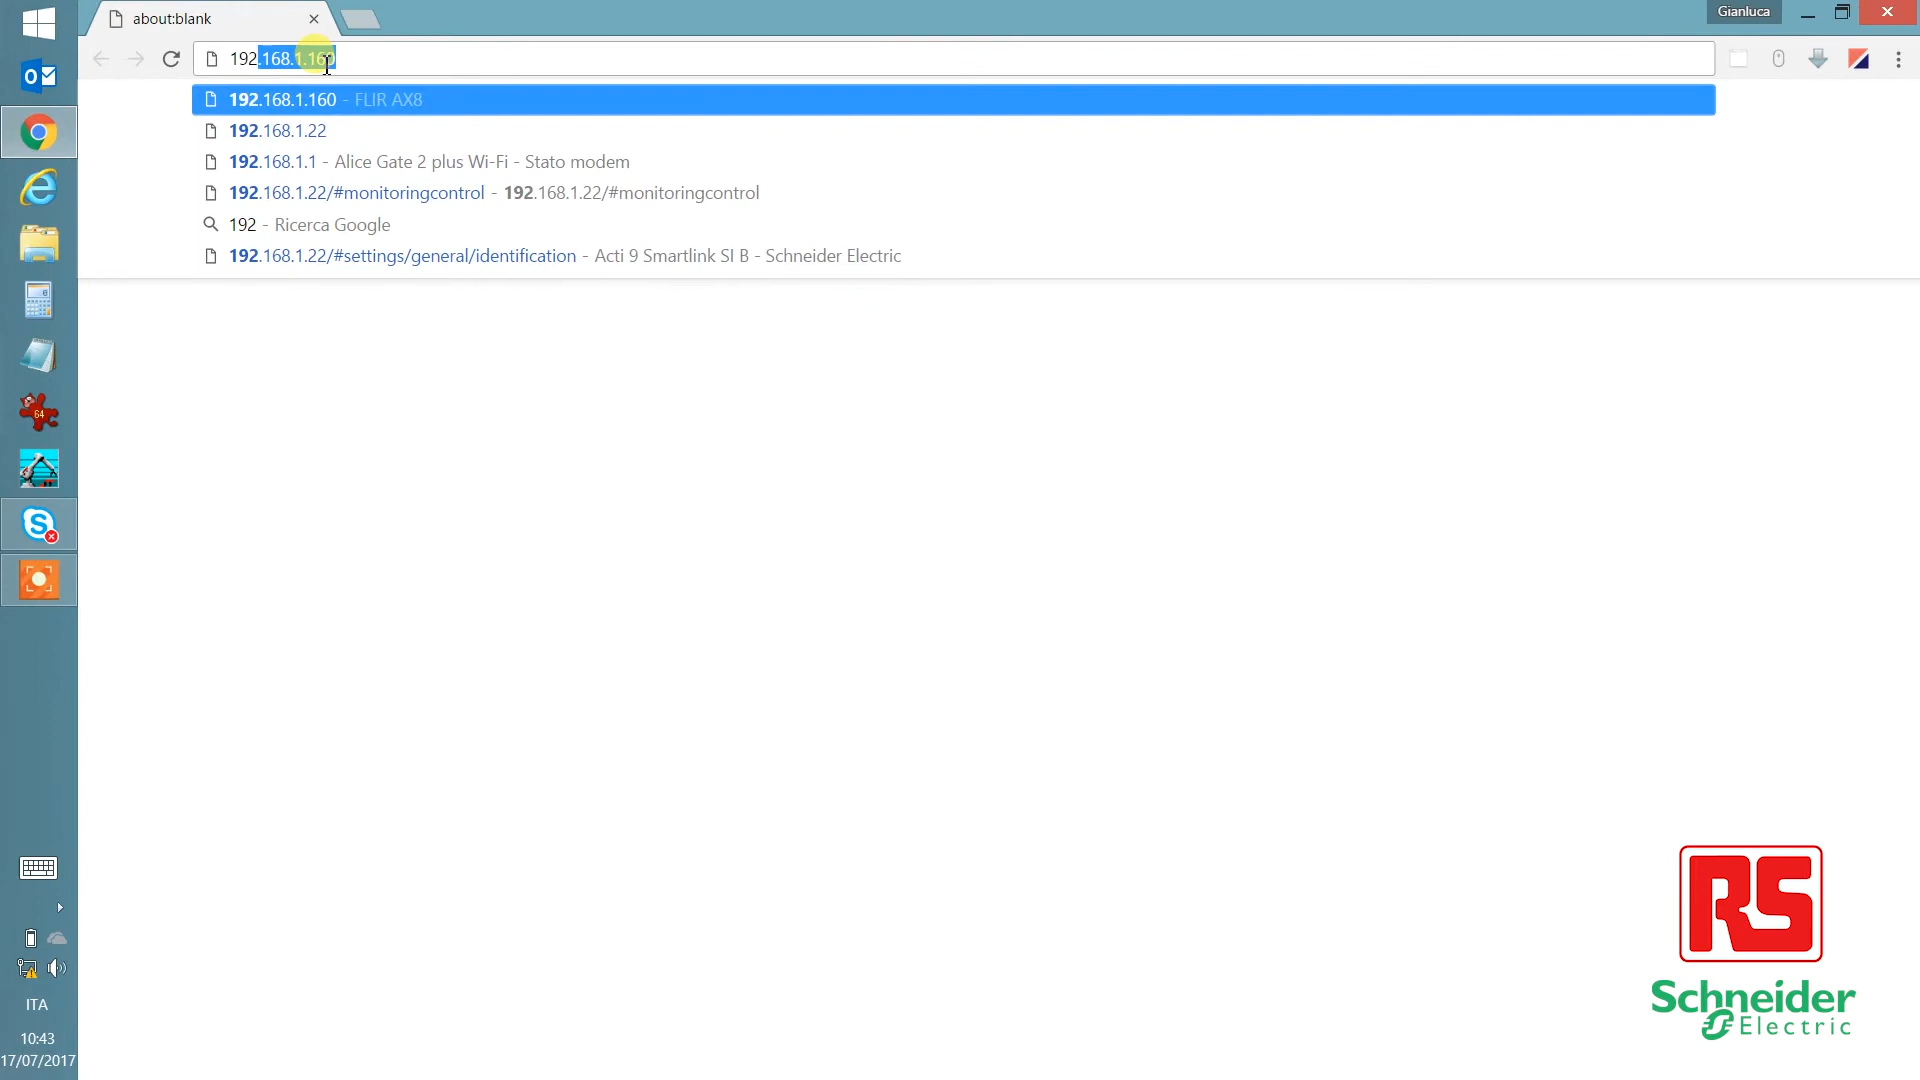 about:blank
Gianluca
192.168.1.160
192.168.1.160 - FLIR AX8
192.168.1.22
192.168.1.1 - Alice Gate 2 plus Wi-Fi - Stato modem
192.168.1.22/#monitoringcontrol - 192.168.1.22/#monitoringcontrol
192 - Ricerca Google
192.168.1.22/#settings/general/identification - Acti 9 Smartlink SI B - Schneider Electric
64
ITA
10:43
17/07/2017
RS
Schneider
Electric